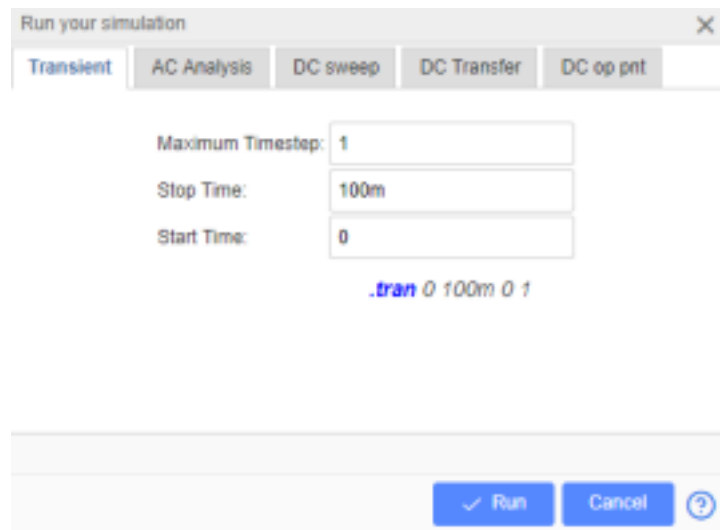 Run your simulation
Transient AC Analysis DC sweep DC Transfer DC op pnt
Maximum Timestep: 1
Stop Time: 100m
Start Time: 0
.tran 0 100m 0 1
Run Cancel ?